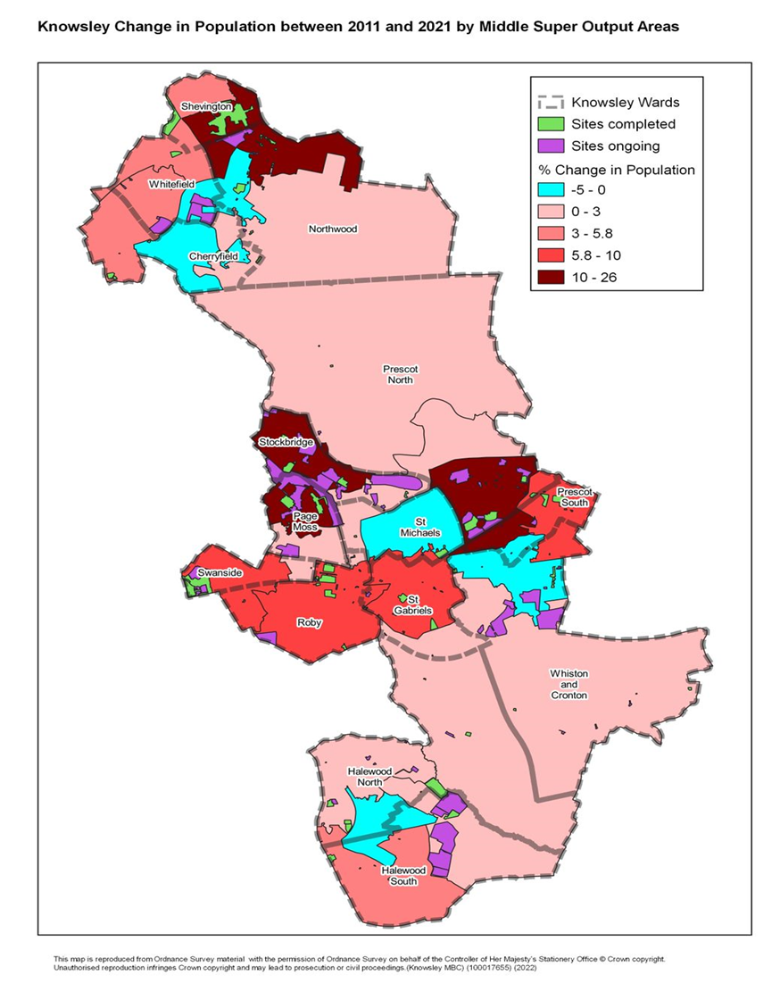 Knowsley Change in Population between 2011 and 2021 by Middle Super Output Areas
Knowsley Wards
Sites completed
Sites ongoing
% Change in Population
-5 - 0
0 - 3
3 - 5.8
5.8 - 10
10 - 26
Shevington
Whitefield
Northwood
Cherryfield
Prescot
North
Stockbridge
Prescot
South
Page
Moss
St
Michaels
Swanside
St
Gabriels
Roby
Whiston
and
Cronton
Halewood
North
Halewood
South
This map is reproduced from Ordnance Survey material with the permission of Ordnance Survey on behalf of the Controller of Her Majesty's Stationery Office © Crown copyright.
Unauthorised reproduction infringes Crown copyright and may lead to prosecution or civil proceedings.(Knowsley MBC) (100017655) (2022)